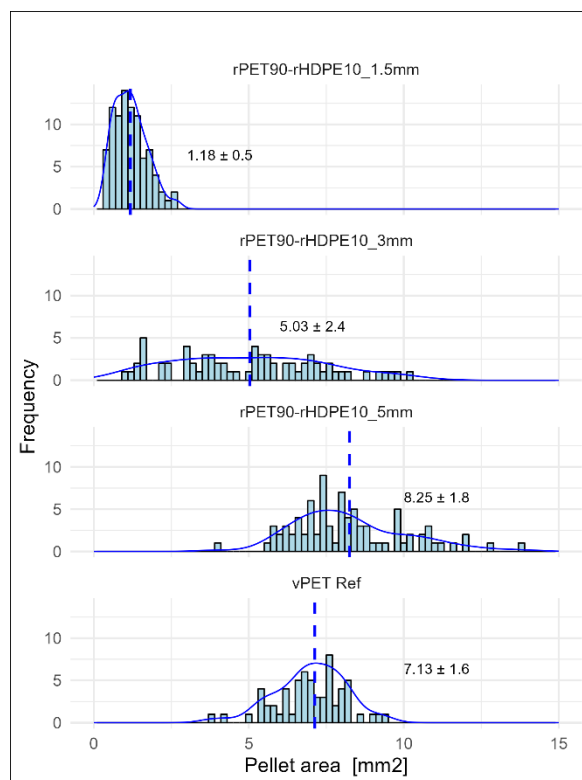 rPET90-rHDPE10_1.5mm
10
5
0
1.18 ± 0.5
rPET90-rHDPE10_3mm
10
5
0
5.03 ± 2.4
Frequency
rPET90-rHDPE10_5mm
10
5
0
8.25 ± 1.8
vPET Ref
10
5
0
7.13 ± 1.6
0 5 10 15
Pellet area [mm2]